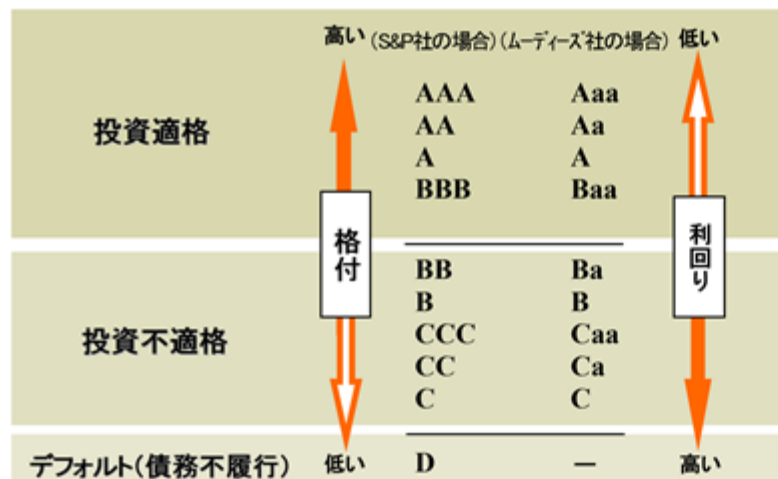 高い (S&P社の場合) (ムーディーズ社の場合) 低い
AAA Aaa
投資適格 AA Aa
A A
BBB Baa
格付 利回り
BB Ba
B B
投資不適格 CCC Caa
CC Ca
C C
デフォルト(債務不履行) 低い D — 高い